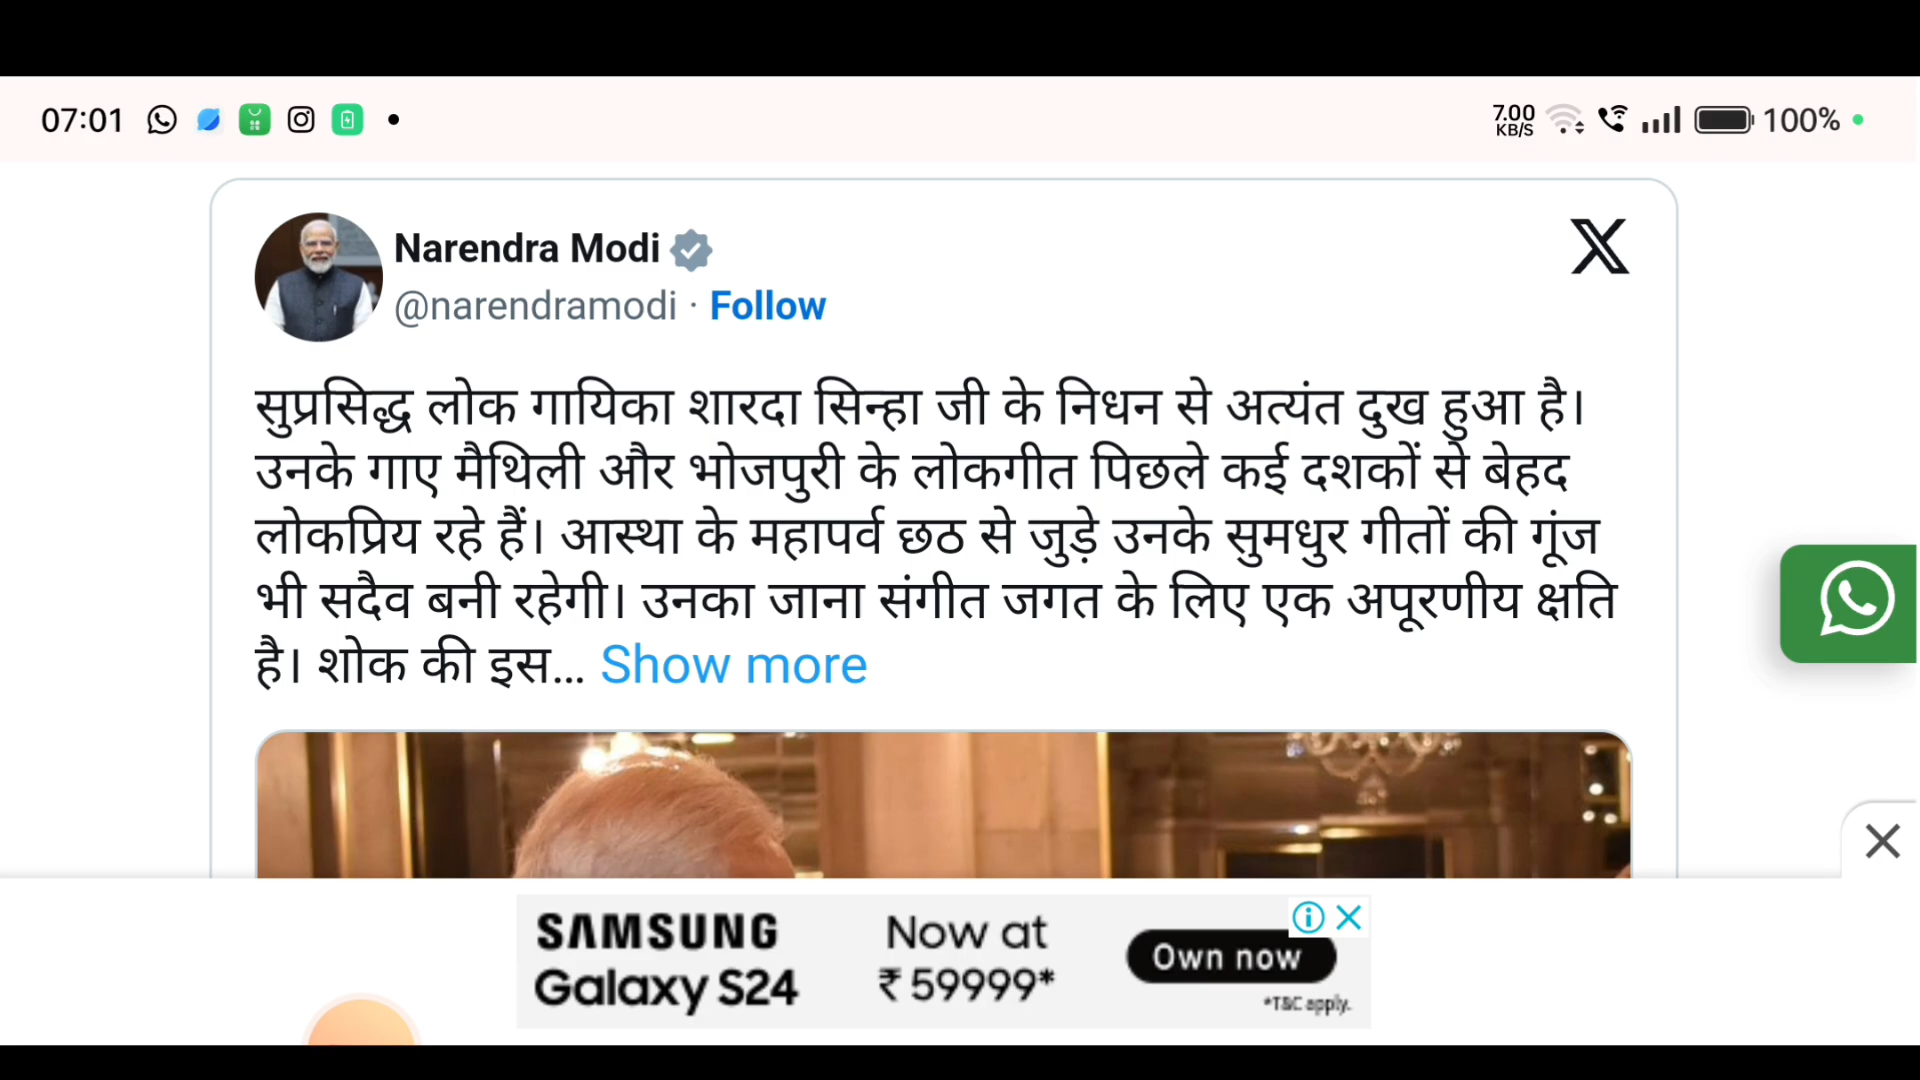 07:01
7.00
KB/S
100%
Narendra Modi
@narendramodi · Follow
सुप्रसिद्ध लोक गायिका शारदा सिन्हा जी के निधन से अत्यंत दुख हुआ है।
उनके गाए मैथिली और भोजपुरी के लोकगीत पिछले कई दशकों से बेहद
लोकप्रिय रहे हैं। आस्था के महापर्व छठ से जुड़े उनके सुमधुर गीतों की गूंज
भी सदैव बनी रहेगी। उनका जाना संगीत जगत के लिए एक अपूरणीय क्षति
है। शोक की इस... Show more
SAMSUNG
Galaxy S24
Now at
₹59999*
Own now
*T&C apply.